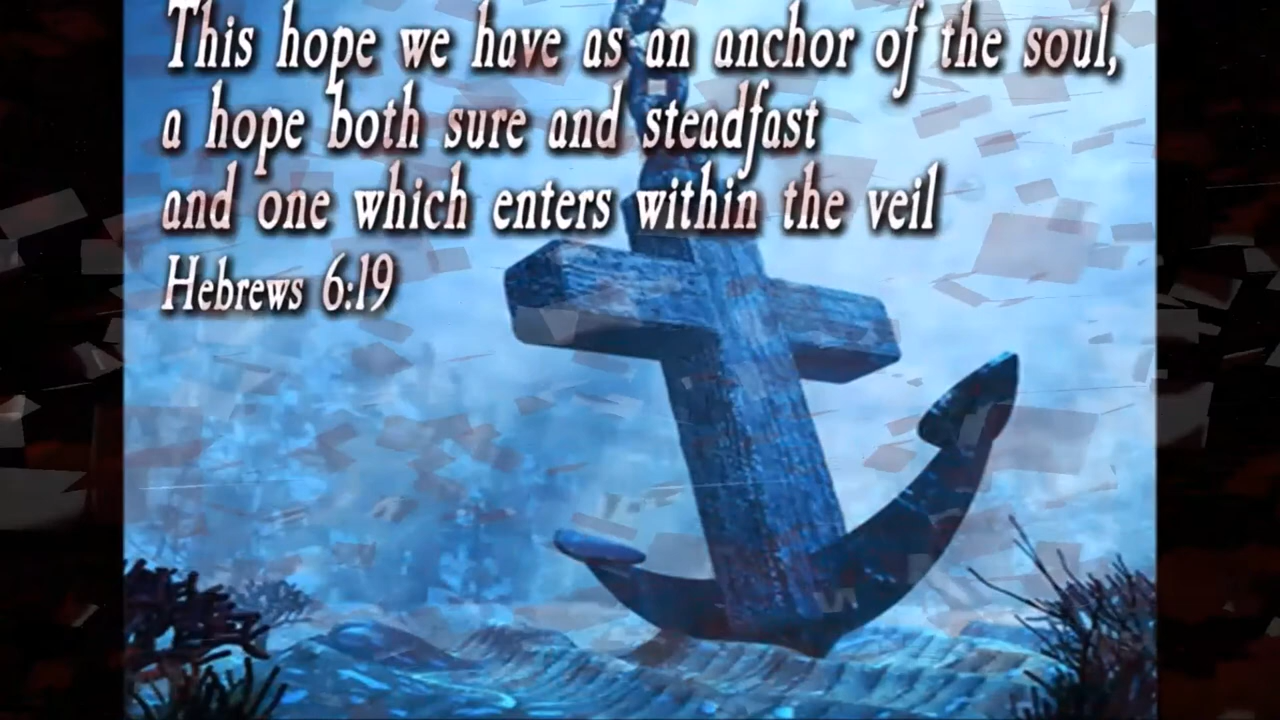 This hope we have as an anchor of the soul,
a hope both sure and steadfast
and one which enters within the veil
Hebrews 6:19